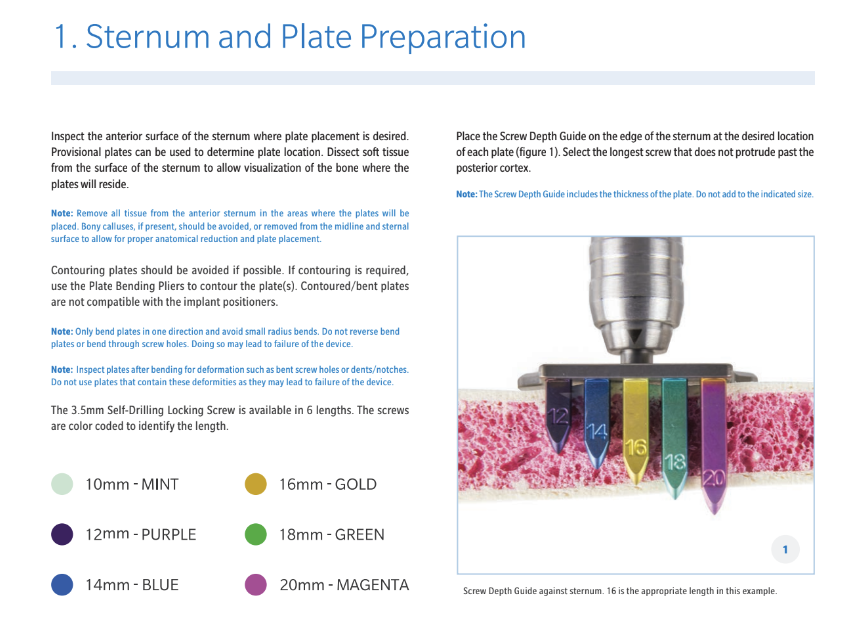 1. Sternum and Plate Preparation
Inspect the anterior surface of the sternum where plate placement is desired.
Provisional plates can be used to determine plate location. Dissect soft tissue
from the surface of the sternum to allow visualization of the bone where the
plates will reside.
Note: Remove all tissue from the anterior sternum in the areas where the plates will be
placed. Bony calluses, if present, should be avoided, or removed from the midline and sternal
surface to allow for proper anatomical reduction and plate placement.
Contouring plates should be avoided if possible. If contouring is required,
use the Plate Bending Pliers to contour the plate(s). Contoured/bent plates
are not compatible with the implant positioners.
Note: Only bend plates in one direction and avoid small radius bends. Do not reverse bend
plates or bend through screw holes. Doing so may lead to failure of the device.
Note: Inspect plates after bending for deformation such as bent screw holes or dents/notches.
Do not use plates that contain these deformities as they may lead to failure of the device.
The 3.5mm Self-Drilling Locking Screw is available in 6 lengths. The screws
are color coded to identify the length.
10mm - MINT
12mm - PURPLE
14mm - BLUE
16mm - GOLD
18mm - GREEN
20mm - MAGENTA
Place the Screw Depth Guide on the edge of the sternum at the desired location
of each plate (figure 1). Select the longest screw that does not protrude past the
posterior cortex.
Note: The Screw Depth Guide includes the thickness of the plate. Do not add to the indicated size.
12
14
16
18
20
1
Screw Depth Guide against sternum. 16 is the appropriate length in this example.